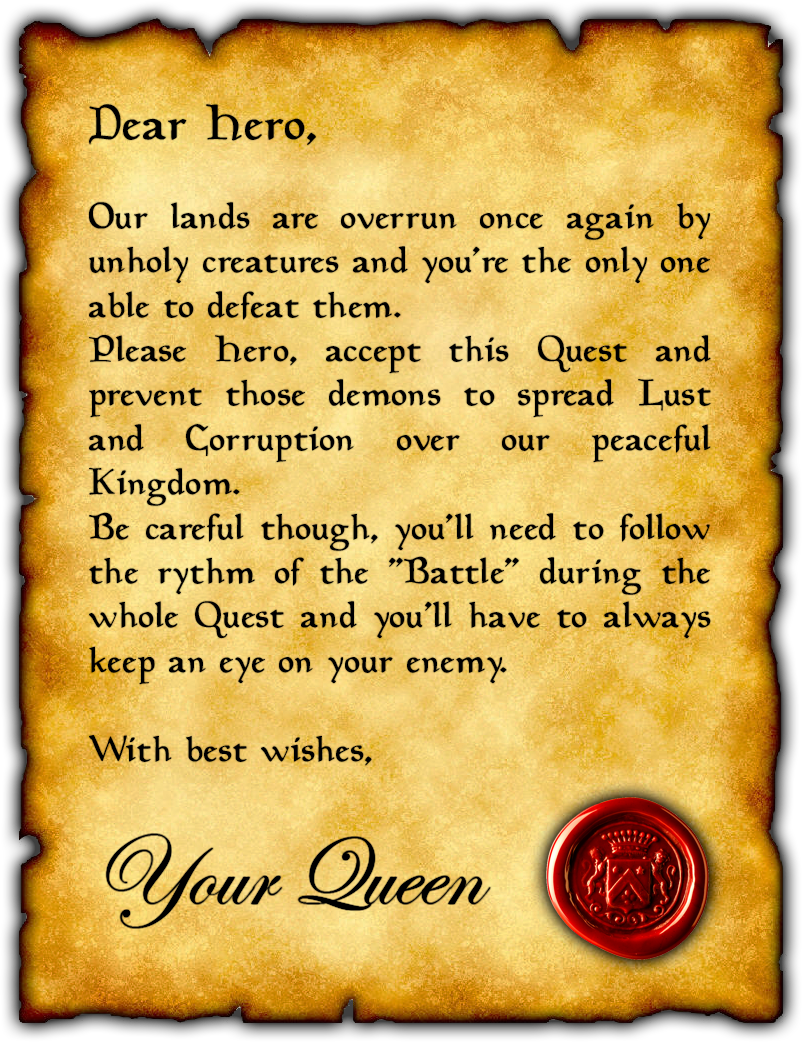 Dear Hero,
Our lands are overrun once again by
unholy creatures and you're the only one
able to defeat them.
Please Hero, accept this Quest and
prevent those demons to spread Lust
and Corruption over our peaceful
Kingdom.
Be careful though, you'll need to follow
the rythm of the "Battle" during the
whole Quest and you'll have to always
keep an eye on your enemy.
With best wishes,
Your Queen